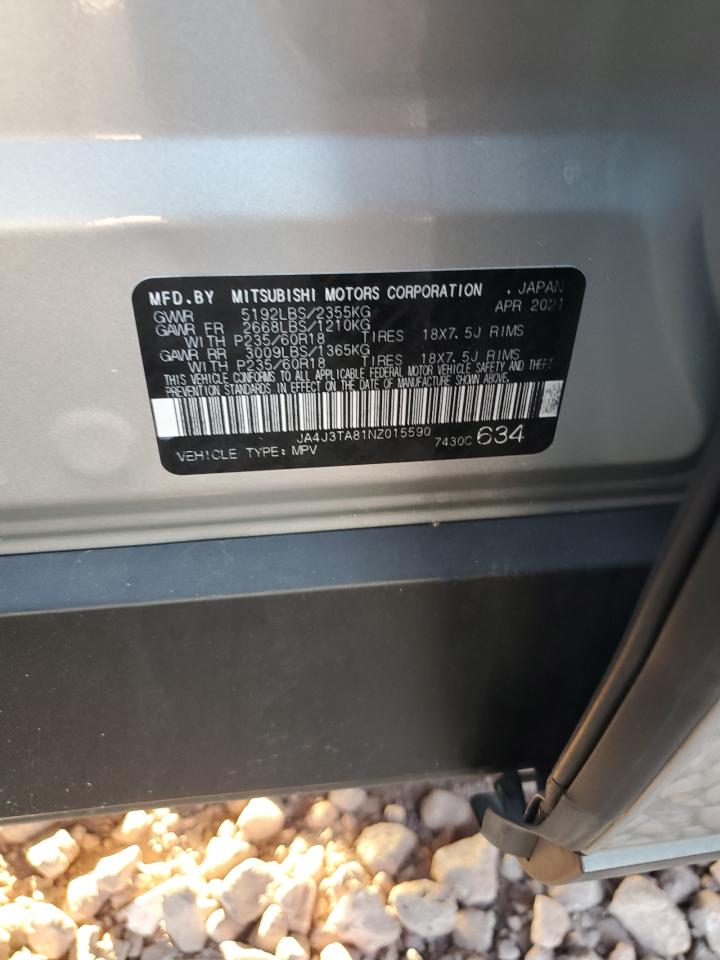 MFD.BY MITSUBISHI MOTORS CORPORATION . JAPAN
GVWR 5192LBS/2355KG APR 2021
GAWR FR 2668LBS/1210KG
WITH P235/60R18 TIRES 18X7.5J RIMS
GAWR RR 3009LBS/1365KG
WITH P235/60R18 TIRES 18X7.5J RIMS
THIS VEHICLE CONFORMS TO ALL APPLICABLE FEDERAL MOTOR VEHICLE SAFETY AND THEFT
PREVENTION STANDARDS IN EFFECT ON THE DATE OF MANUFACTURE SHOWN ABOVE.
JA4J3TA81NZ015590 7430C 634
VEHICLE TYPE: MPV